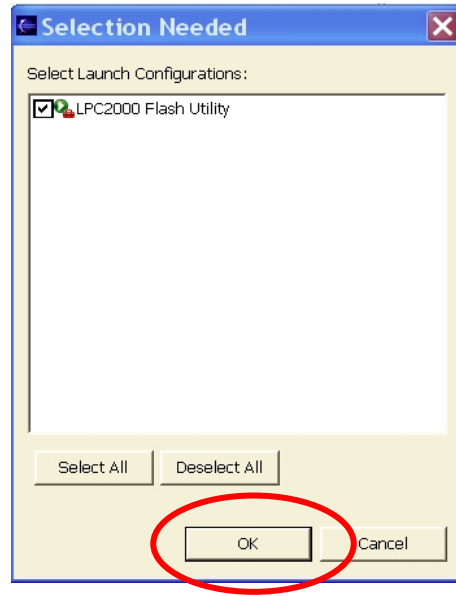 Selection Needed
Select Launch Configurations:
LPC2000 Flash Utility
Select All Deselect All
OK Cancel